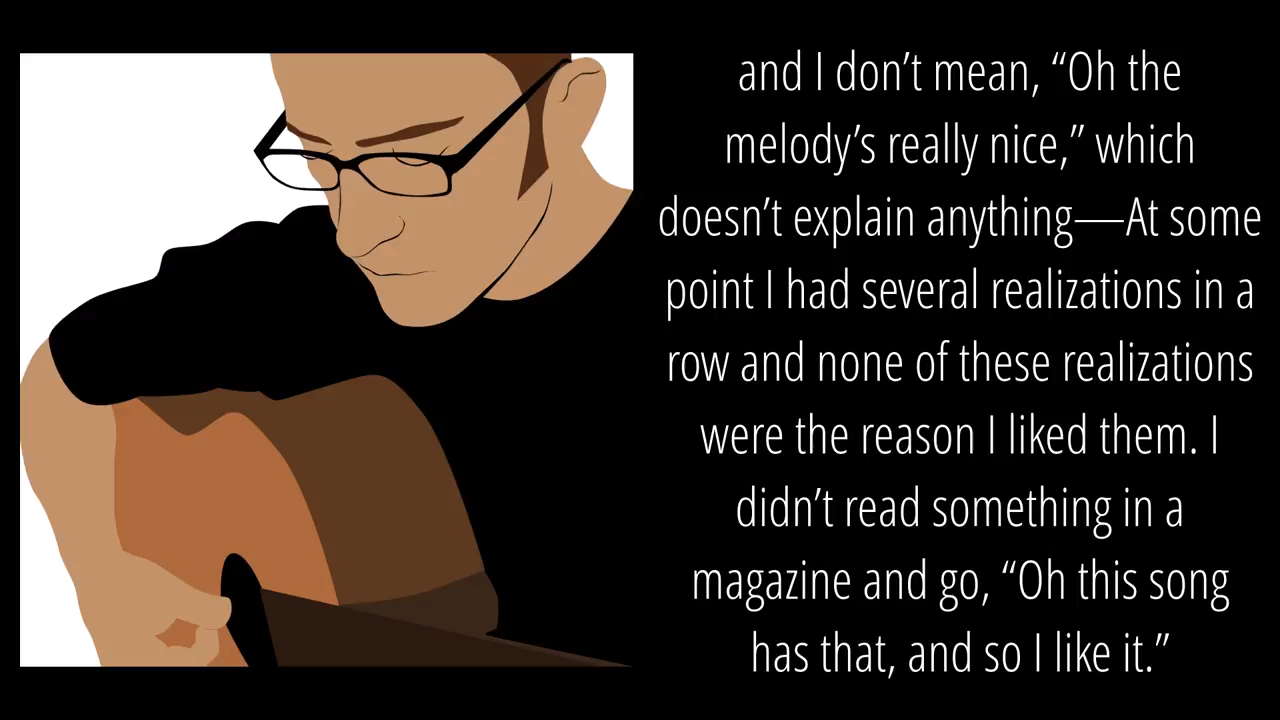 and I don’t mean, “Oh the
melody’s really nice,” which
doesn’t explain anything—At some
point I had several realizations in a
row and none of these realizations
were the reason I liked them. I
didn’t read something in a
magazine and go, “Oh this song
has that, and so I like it.”